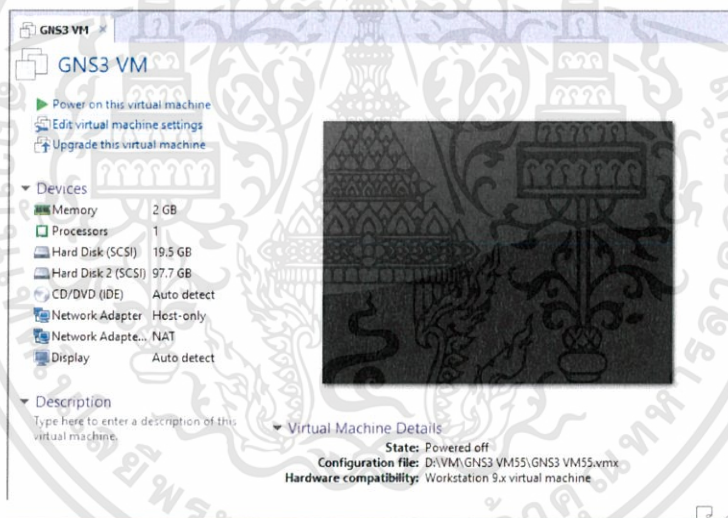 GNS3 VM ×
GNS3 VM
Power on this virtual machine
Edit virtual machine settings
Upgrade this virtual machine
Devices
Memory 2 GB
Processors 1
Hard Disk (SCSI) 19.5 GB
Hard Disk 2 (SCSI) 97.7 GB
CD/DVD (IDE) Auto detect
Network Adapter Host-only
Network Adapte... NAT
Display Auto detect
Description
Type here to enter a description of this
virtual machine.
Virtual Machine Details
State: Powered off
Configuration file: D:\VM\GNS3 VM55\GNS3 VM55.vmx
Hardware compatibility: Workstation 9.x virtual machine